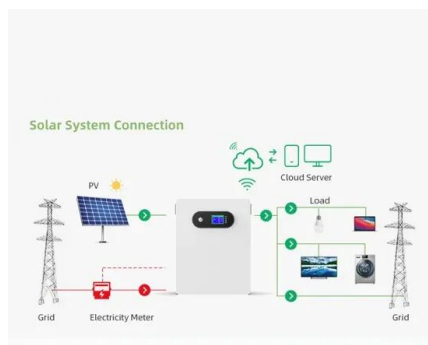 Solar System Connection
PV
Cloud Server
Load
Grid
Electricity Meter
Grid